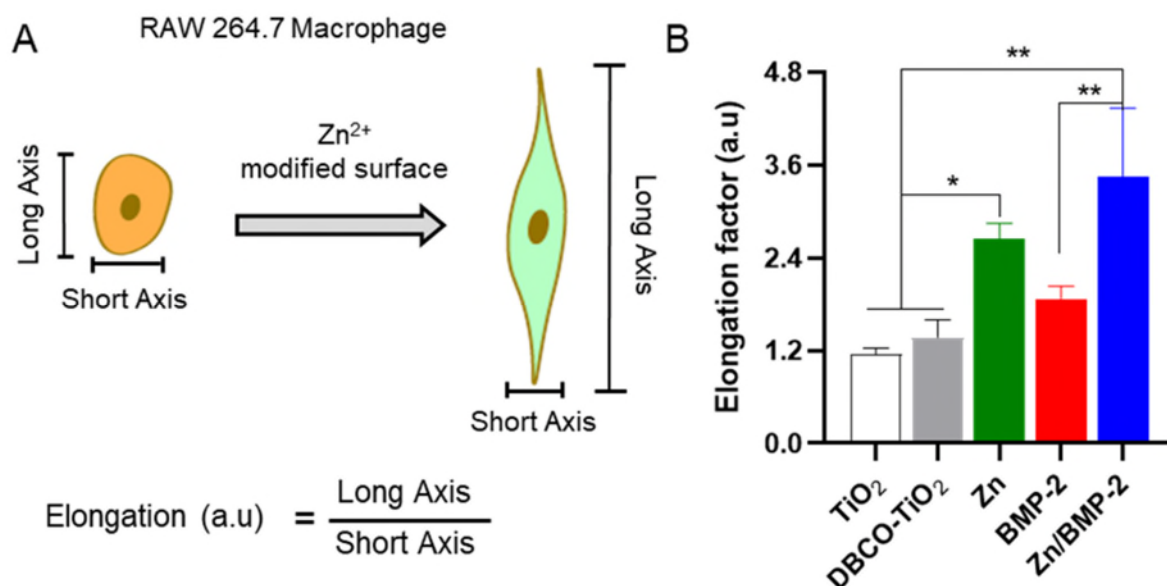 A
RAW 264.7 Macrophage
Long Axis
Short Axis
Zn²⁺
modified surface
Long Axis
Short Axis
Elongation (a.u) = Long Axis
Short Axis
B
Elongation factor (a.u)
4.8
3.6
2.4
1.2
0.0
**
**
*
TiO₂
DBCO-TiO₂
Zn
BMP-2
Zn/BMP-2